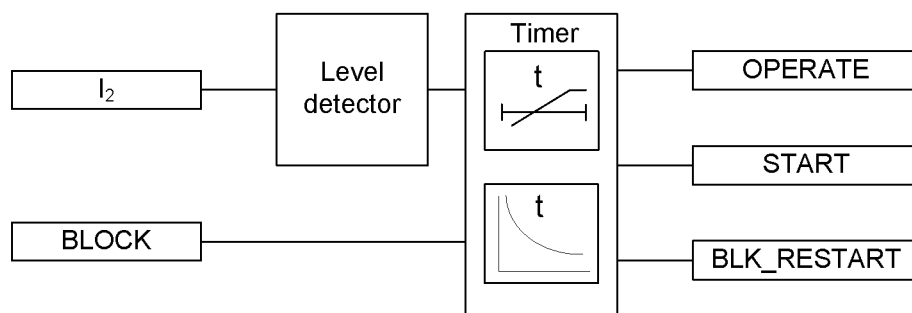 I₂
BLOCK
Level
detector
Timer
t
t
OPERATE
START
BLK_RESTART